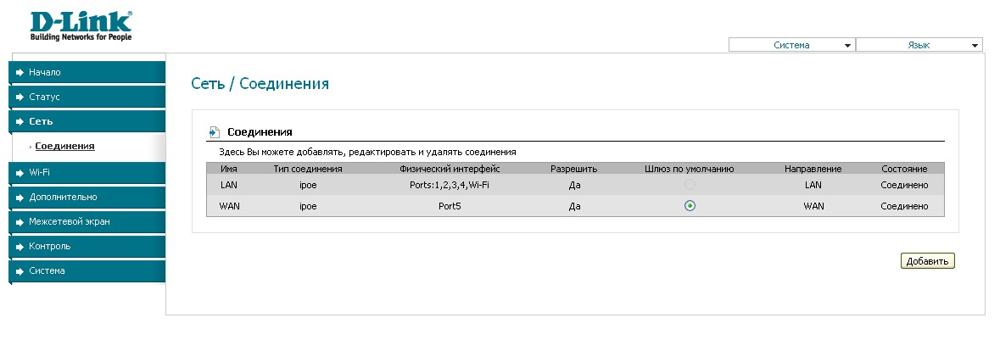 D-Link
Building Networks for People
Система Язык
Начало
Статус
Сеть
Соединения
Wi-Fi
Дополнительно
Межсетевой экран
Контроль
Система
Сеть / Соединения
Соединения
Здесь Вы можете добавлять, редактировать и удалять соединения
Имя Тип соединения Физический интерфейс Разрешить Шлюз по умолчанию Направление Состояние
LAN ipoe Ports:1,2,3,4,Wi-Fi Да LAN Соединено
WAN ipoe Port5 Да WAN Соединено
Добавить